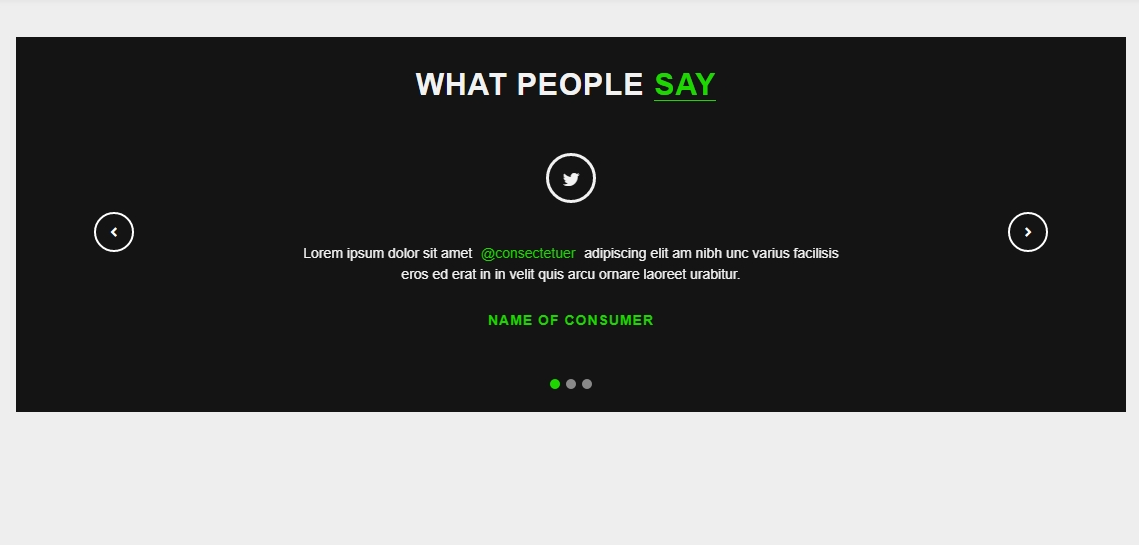 WHAT PEOPLE SAY
Lorem ipsum dolor sit amet @consectetuer adipiscing elit am nibh unc varius facilisis
eros ed erat in in velit quis arcu ornare laoreet urabitur.
NAME OF CONSUMER